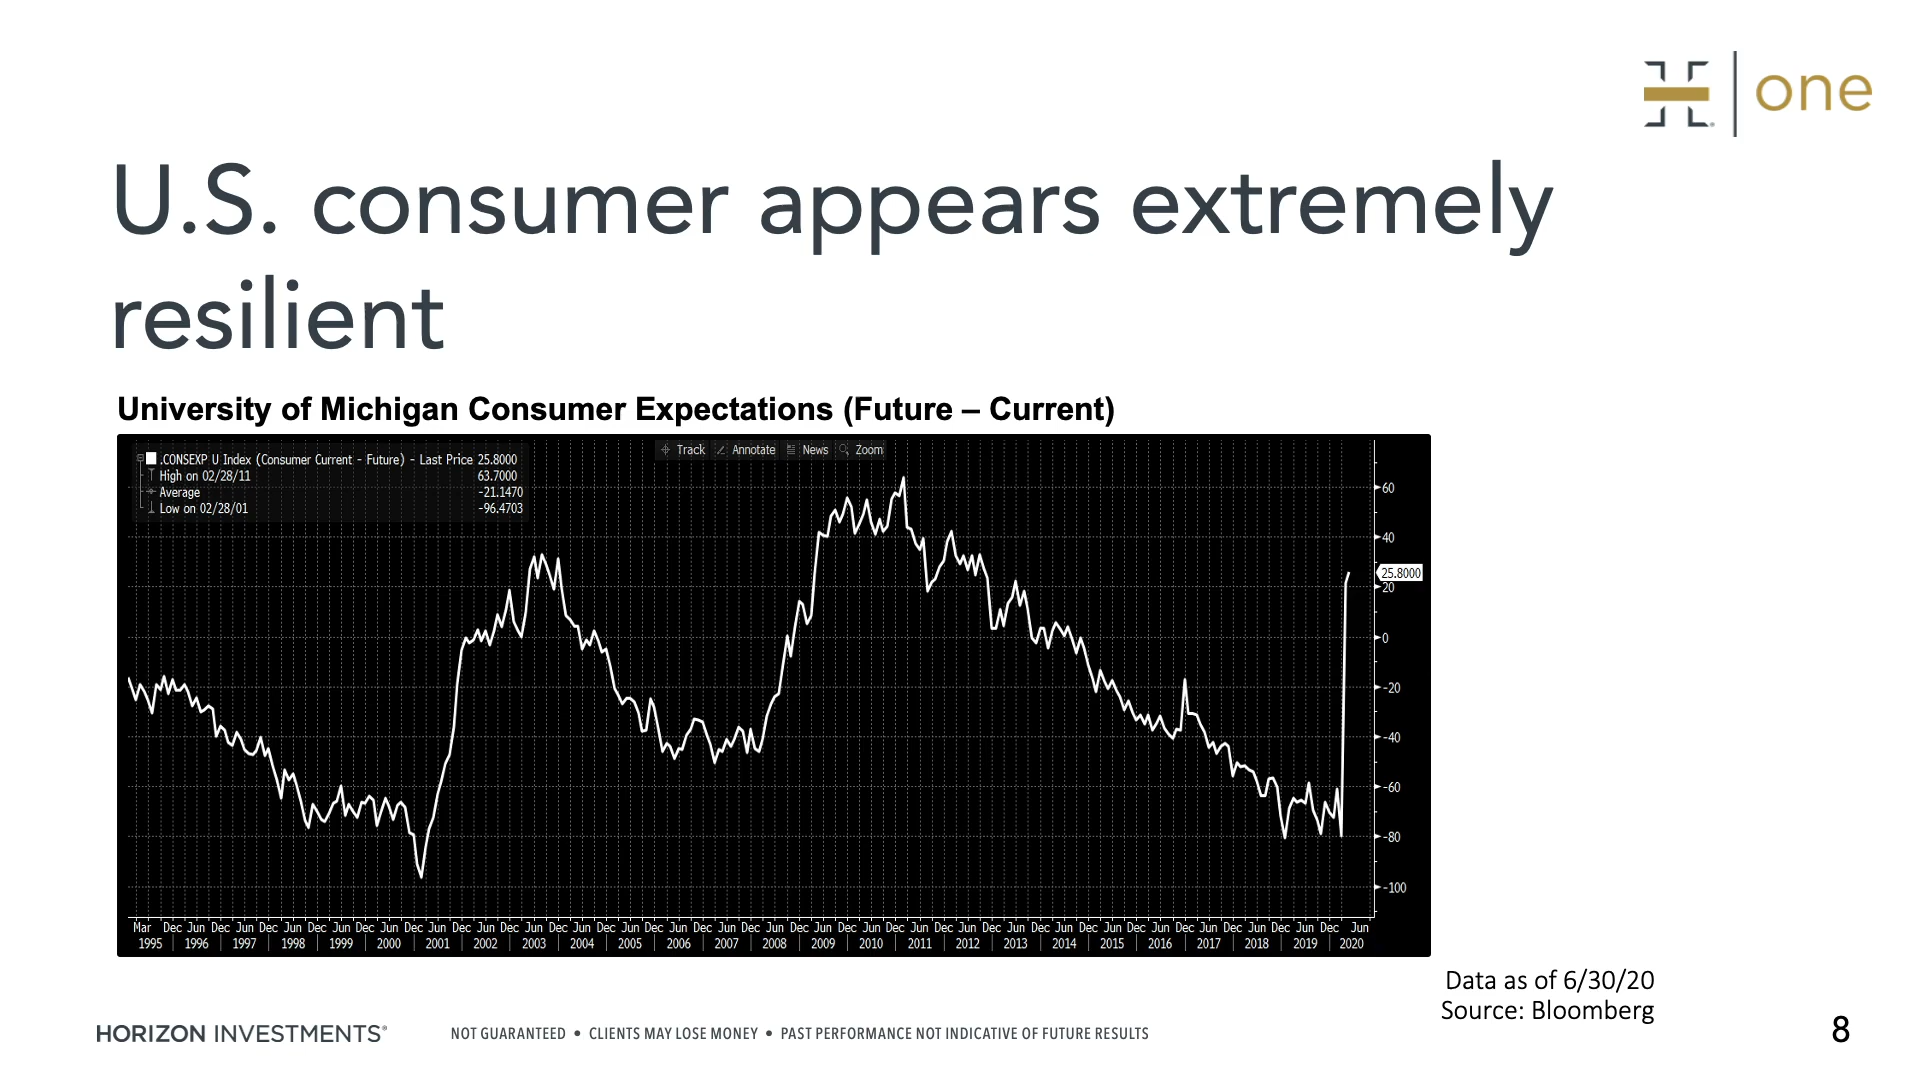 one
U.S. consumer appears extremely
resilient
University of Michigan Consumer Expectations (Future – Current)
.CONSEXP U Index (Consumer Current - Future) - Last Price 25.8000
High on 02/28/11 63.7000
Average -21.1470
Low on 02/28/01 -96.4703
Track Annotate News Zoom
60
40
25.8000
20
0
-20
-40
-60
-80
-100
Mar Dec Jun Dec Jun Dec Jun Dec Jun Dec Jun Dec Jun Dec Jun Dec Jun Dec Jun Dec Jun Dec Jun Dec Jun Dec Jun Dec Jun Dec Jun Dec Jun Dec Jun Dec Jun Dec Jun Dec Jun Dec Jun Dec Jun Dec Jun Dec Jun Dec Jun
1995 1996 1997 1998 1999 2000 2001 2002 2003 2004 2005 2006 2007 2008 2009 2010 2011 2012 2013 2014 2015 2016 2017 2018 2019 2020
Data as of 6/30/20
Source: Bloomberg
HORIZON INVESTMENTS® NOT GUARANTEED • CLIENTS MAY LOSE MONEY • PAST PERFORMANCE NOT INDICATIVE OF FUTURE RESULTS 8